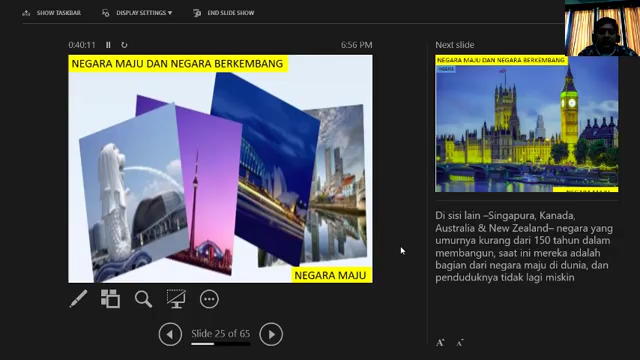 SHOW TASKBAR
DISPLAY SETTINGS ▼
END SLIDE SHOW
0:40:11
6:56 PM
NEGARA MAJU DAN NEGARA BERKEMBANG
NEGARA MAJU
Slide 25 of 65
Next slide
NEGARA MAJU DAN NEGARA BERKEMBANG
Di sisi lain –Singapura, Kanada,
Australia & New Zealand– negara yang
umurnya kurang dari 150 tahun dalam
membangun, saat ini mereka adalah
bagian dari negara maju di dunia, dan
penduduknya tidak lagi miskin
A A